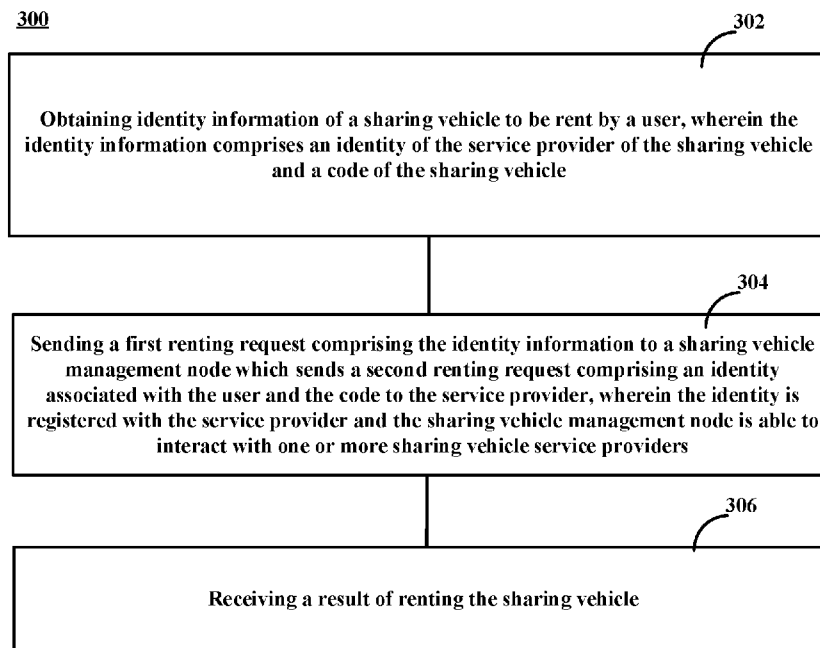 300
302
Obtaining identity information of a sharing vehicle to be rent by a user, wherein the
identity information comprises an identity of the service provider of the sharing vehicle
and a code of the sharing vehicle
304
Sending a first renting request comprising the identity information to a sharing vehicle
management node which sends a second renting request comprising an identity
associated with the user and the code to the service provider, wherein the identity is
registered with the service provider and the sharing vehicle management node is able to
interact with one or more sharing vehicle service providers
306
Receiving a result of renting the sharing vehicle